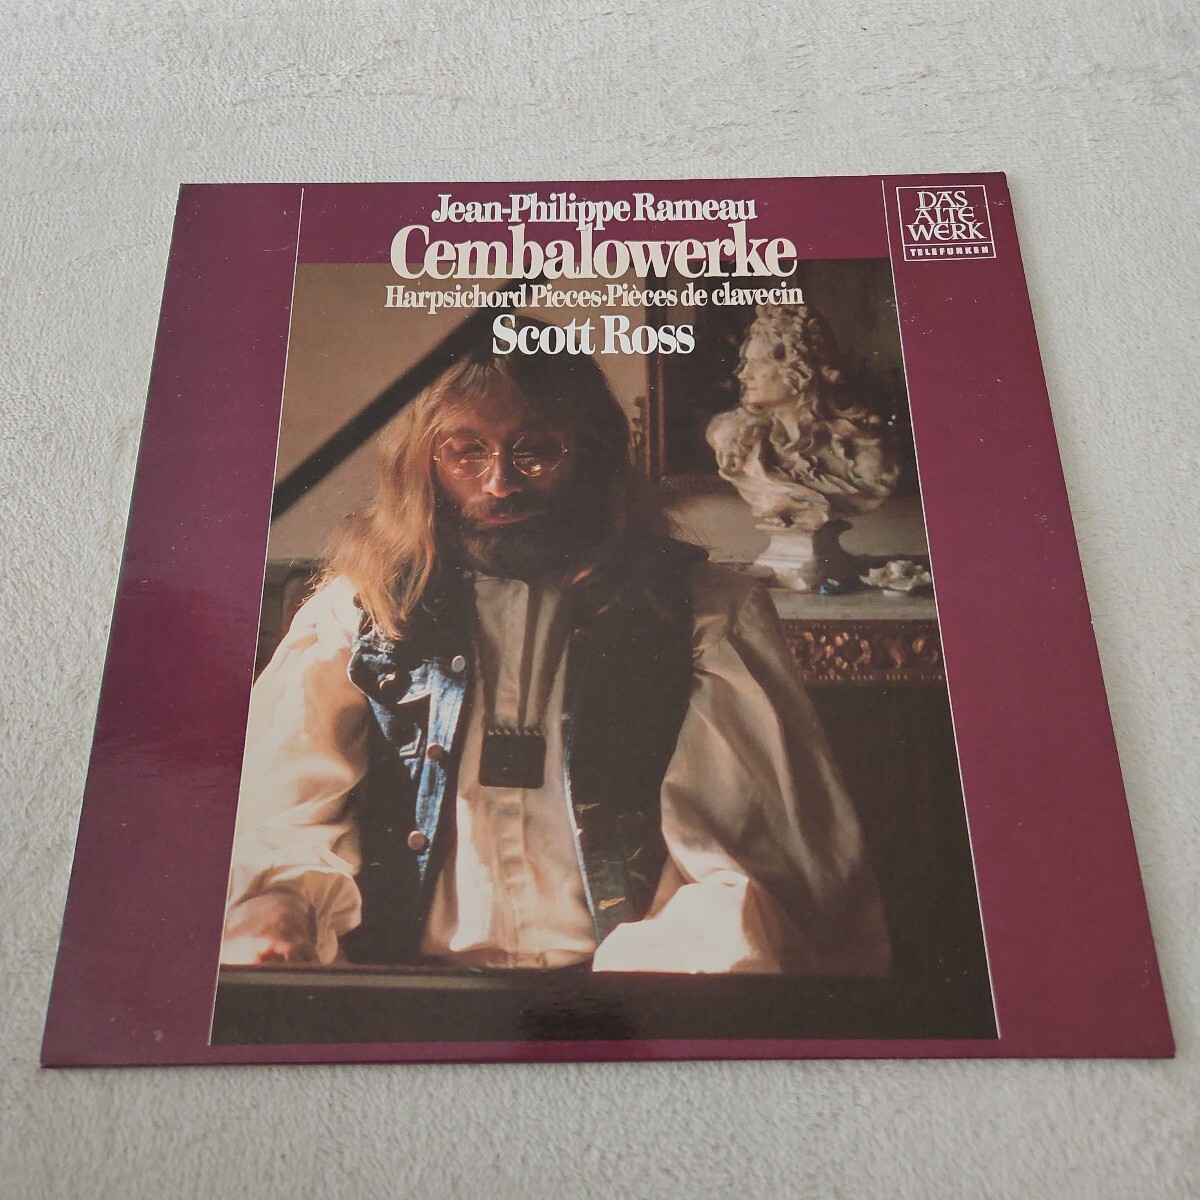 Jean-Philippe Rameau
Cembalowerke
Harpsichord Pieces·Pièces de clavecin
Scott Ross
DAS
ALTE
WERK
TELEFUNKEN